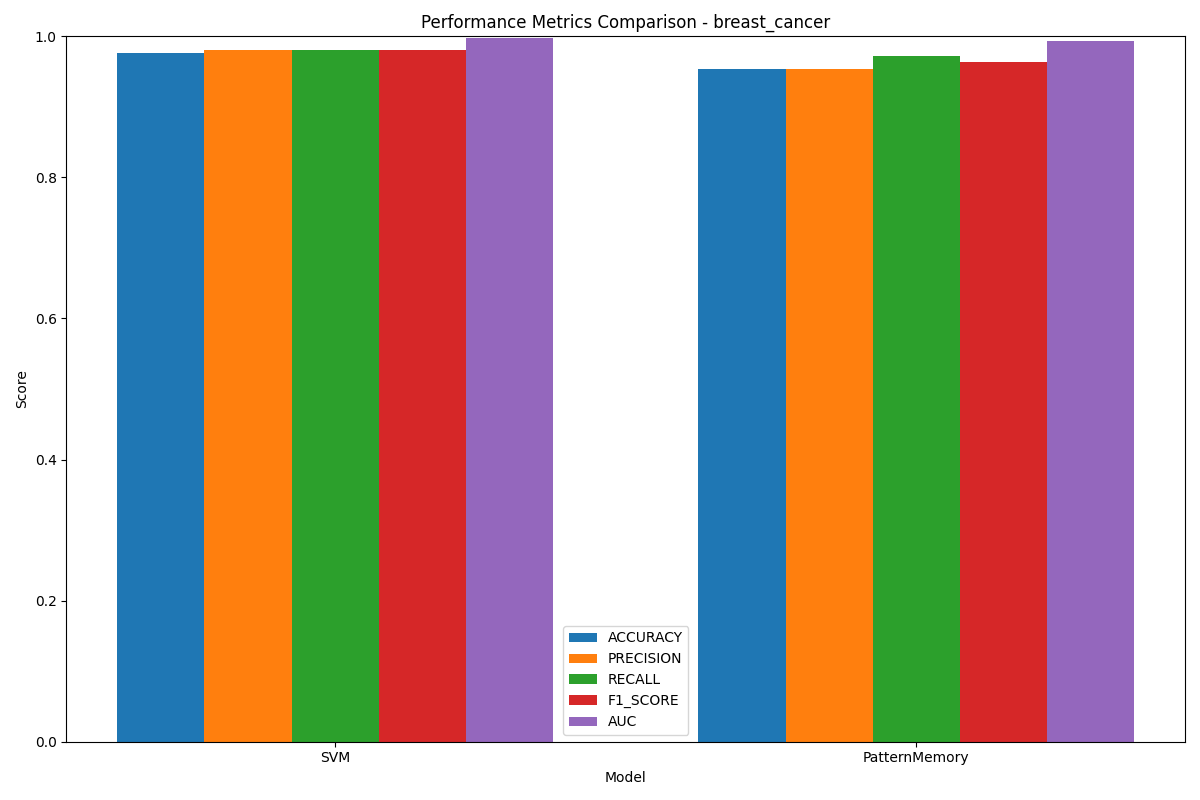 Performance Metrics Comparison - breast_cancer
1.0
0.8
0.6
0.4
0.2
0.0
Score
ACCURACY
PRECISION
RECALL
F1_SCORE
AUC
SVM
PatternMemory
Model